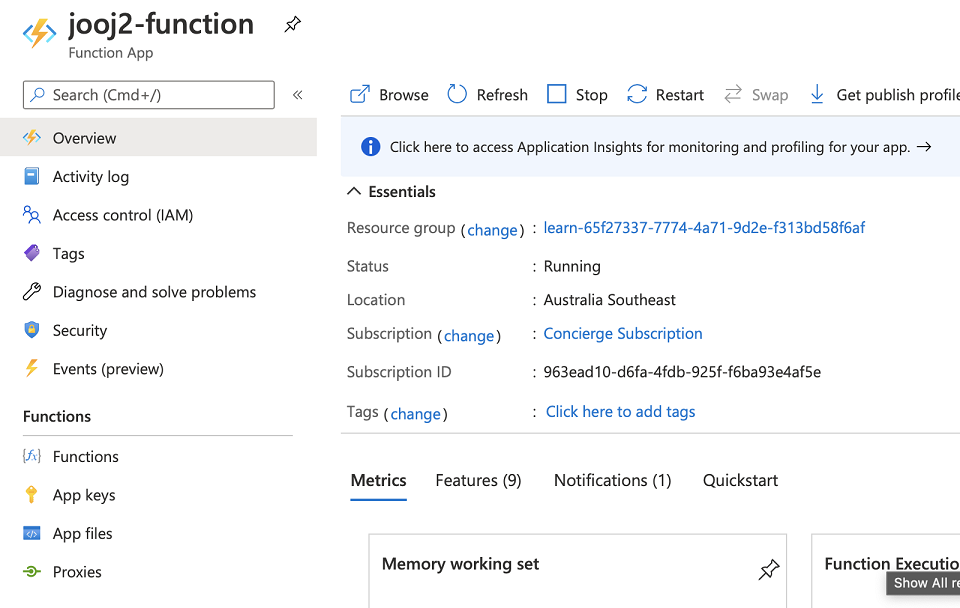 jooj2-function
Function App
Search (Cmd+/)
«
Overview
Activity log
Access control (IAM)
Tags
Diagnose and solve problems
Security
Events (preview)
Functions
Functions
App keys
App files
Proxies
Browse Refresh Stop Restart Swap Get publish profile
Click here to access Application Insights for monitoring and profiling for your app. →
Essentials
Resource group (change) : learn-65f27337-7774-4a71-9d2e-f313bd58f6af
Status : Running
Location : Australia Southeast
Subscription (change) : Concierge Subscription
Subscription ID : 963ead10-d6fa-4fdb-925f-f6ba93e4af5e
Tags (change) : Click here to add tags
Metrics Features (9) Notifications (1) Quickstart
Memory working set
Function Executio
Show All re